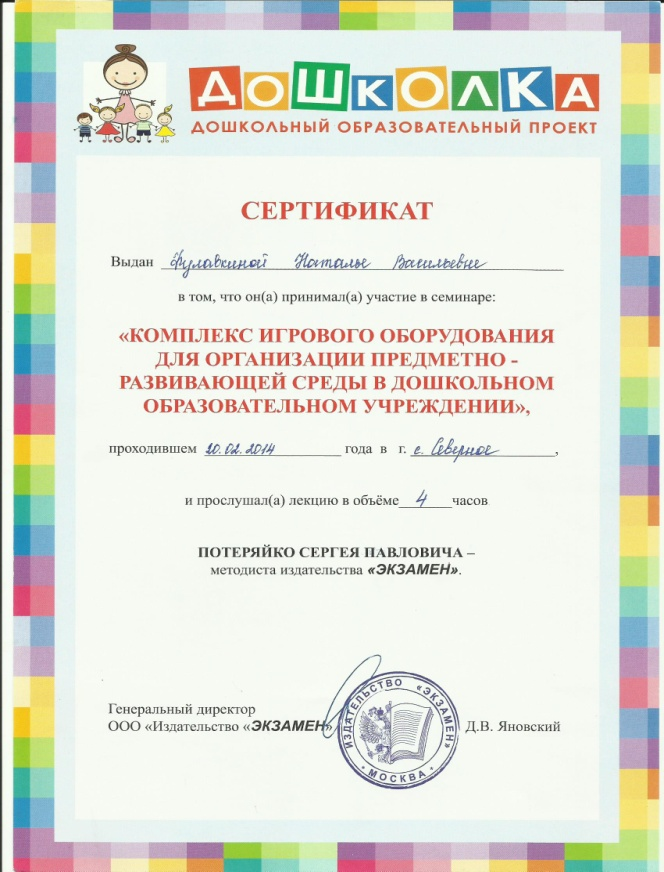 ДОШКОЛКА
ДОШКОЛЬНЫЙ ОБРАЗОВАТЕЛЬНЫЙ ПРОЕКТ
СЕРТИФИКАТ
Выдан Фулавкиной Наталье Васильевне
в том, что он(а) принимал(а) участие в семинаре:
«КОМПЛЕКС ИГРОВОГО ОБОРУДОВАНИЯ
ДЛЯ ОРГАНИЗАЦИИ ПРЕДМЕТНО -
РАЗВИВАЮЩЕЙ СРЕДЫ В ДОШКОЛЬНОМ
ОБРАЗОВАТЕЛЬНОМ УЧРЕЖДЕНИИ»,
проходившем 20.02.2014 года в г. с. Северное,
и прослушал(а) лекцию в объёме 4 часов
ПОТЕРЯЙКО СЕРГЕЯ ПАВЛОВИЧА –
методиста издательства «ЭКЗАМЕН».
Генеральный директор
ООО «Издательство «ЭКЗАМЕН» Д.В. Яновский
ИЗДАТЕЛЬСТВО «ЭКЗАМЕН»
МОСКВА